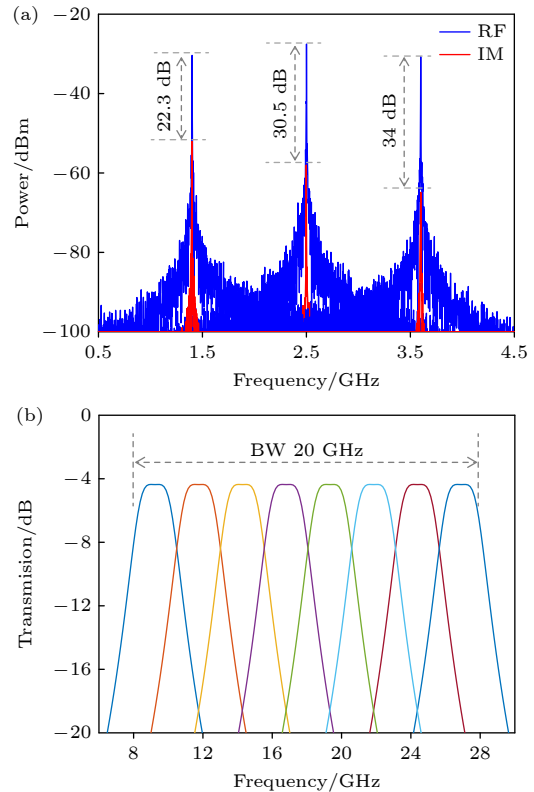 (a)
−20
−40
−60
−80
−100
Power/dBm
22.3 dB
30.5 dB
34 dB
RF
IM
0.5 1.5 2.5 3.5 4.5
Frequency/GHz
(b)
0
−4
−8
−12
−16
−20
Transmision/dB
BW 20 GHz
8 12 16 20 24 28
Frequency/GHz